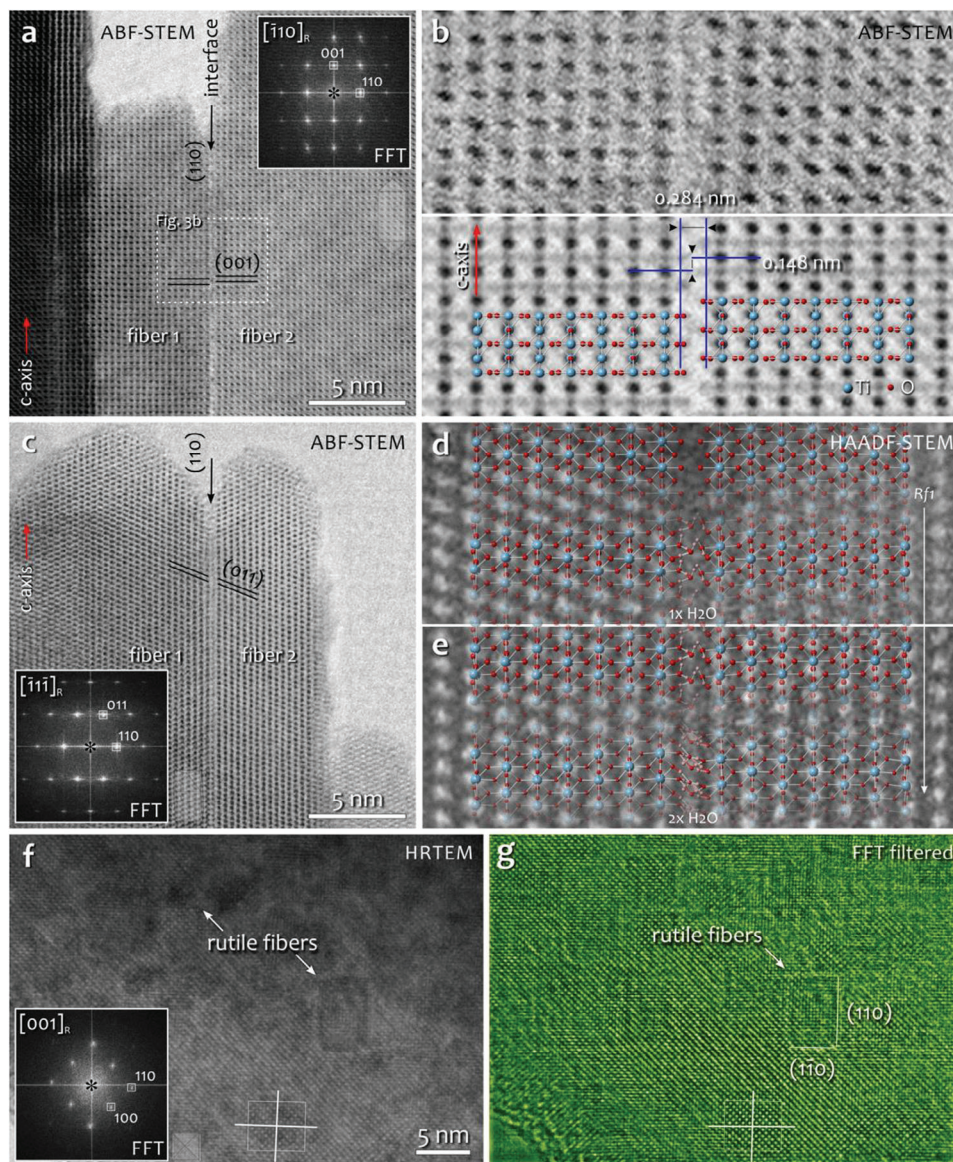 a
ABF-STEM
interface
[1̅10]R
001
110
FFT
(110)
Fig. 3b
(001)
fiber 1
fiber 2
c-axis
5 nm
b
ABF-STEM
0.284 nm
c-axis
0.148 nm
Ti
O
c
ABF-STEM
(110)
c-axis
(011)
fiber 1
fiber 2
[1̅11̅]R
011
110
FFT
5 nm
d
HAADF-STEM
Rf1
1x H2O
e
2x H2O
f
HRTEM
rutile fibers
[001]R
110
100
FFT
5 nm
g
FFT filtered
rutile fibers
(110)
(11̅0)